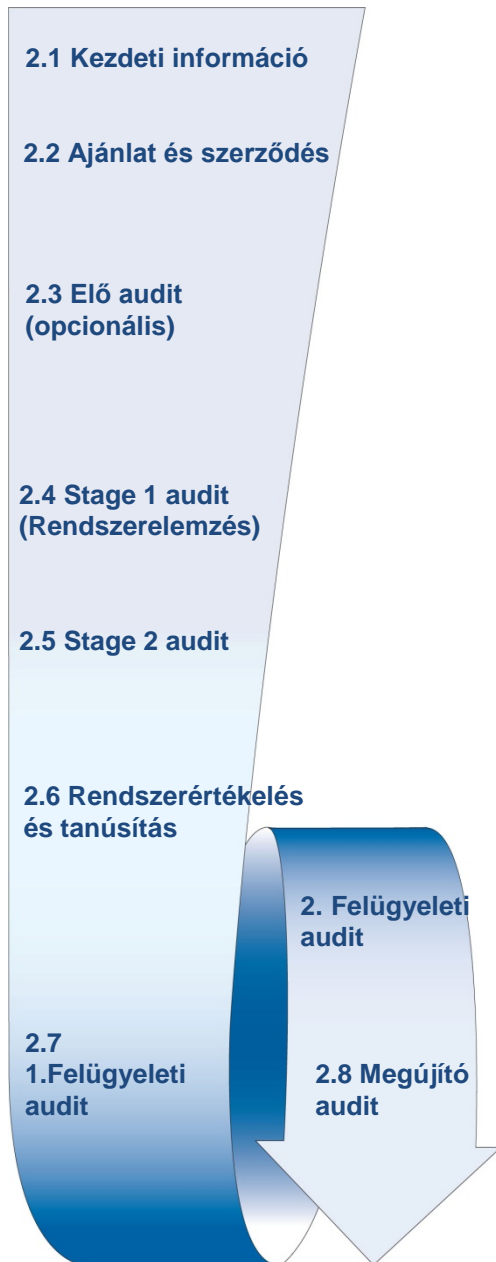 2.1 Kezdeti információ
2.2 Ajánlat és szerződés
2.3 Elő audit
(opcionális)
2.4 Stage 1 audit
(Rendszerelemzés)
2.5 Stage 2 audit
2.6 Rendszerértékelés
és tanúsítás
2.7
1.Felügyeleti
audit
2. Felügyeleti
audit
2.8 Megújító
audit